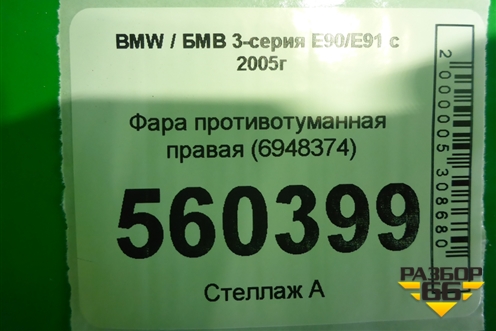 BMW / БМВ 3-серия E90/E91 с
2005г
Фара противотуманная
правая (6948374)
560399
Стеллаж А
2000005308680
РАЗБОР
66